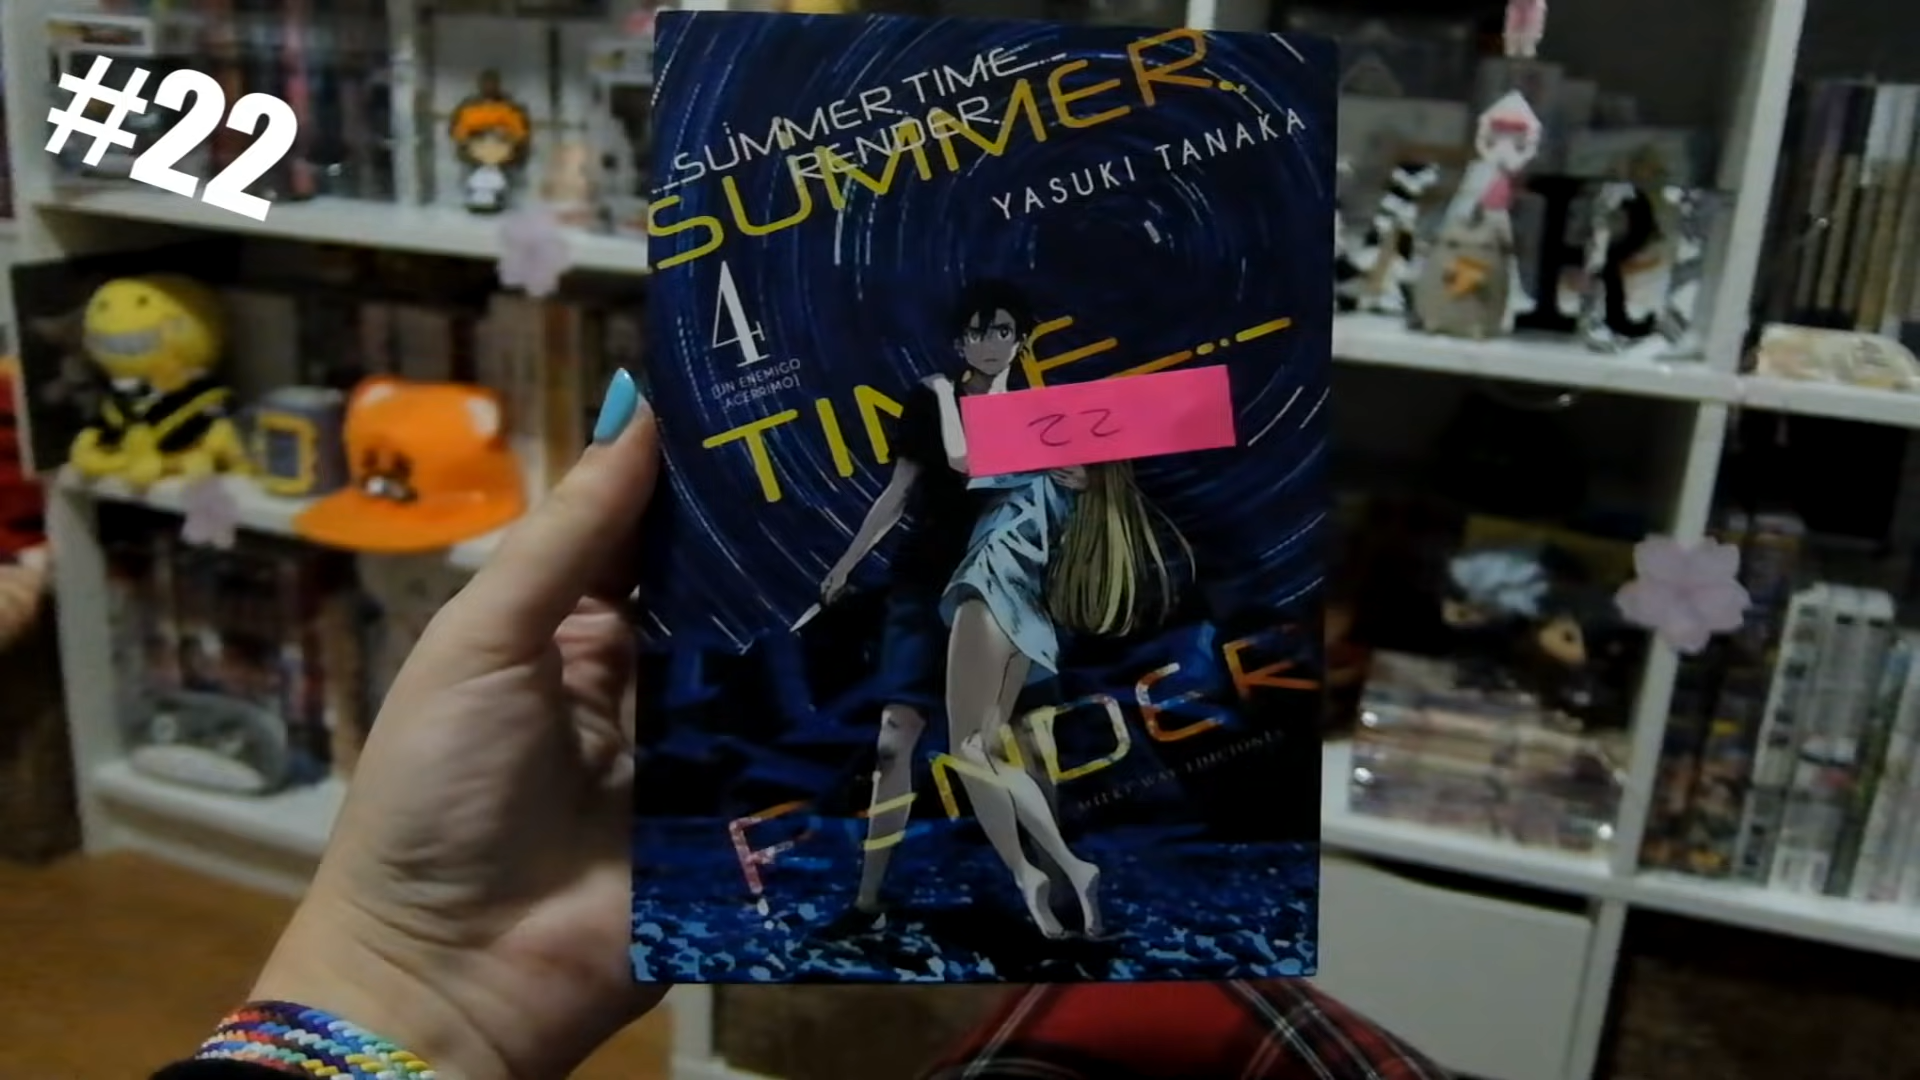 #22
SUMMER TIME
RENDER
SUMMER
YASUKI TANAKA
4
[UN ENEMIGO
ACÉRRIMO]
TIME
22
RENDER
MILKY WAY EDICIONES